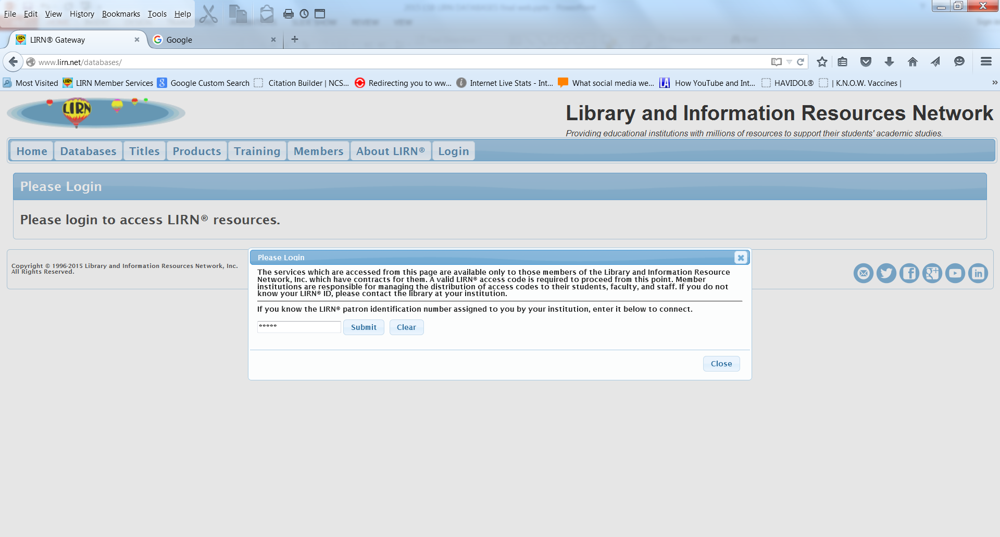 File Edit View History Bookmarks Tools Help
LIRN® Gateway
Google
www.lirn.net/databases/
Most Visited
LIRN Member Services
Google Custom Search
Citation Builder | NCS...
Redirecting you to ww...
Internet Live Stats - Int...
What social media we...
How YouTube and Int...
HAVIDOL®
| K.N.O.W. Vaccines |
LIRN
Library and Information Resources Network
Providing educational institutions with millions of resources to support their students' academic studies.
Home Databases Titles Products Training Members About LIRN® Login
Please Login
Please login to access LIRN® resources.
Copyright © 1996-2015 Library and Information Resources Network, Inc.
All Rights Reserved.
Please Login
The services which are accessed from this page are available only to those members of the Library and Information Resource
Network, Inc. which have contracts for them. A valid LIRN® access code is required to proceed from this point. Member
institutions are responsible for managing the distribution of access codes to their students, faculty, and staff. If you do not
know your LIRN® ID, please contact the library at your institution.
If you know the LIRN® patron identification number assigned to you by your institution, enter it below to connect.
*****
Submit
Clear
Close